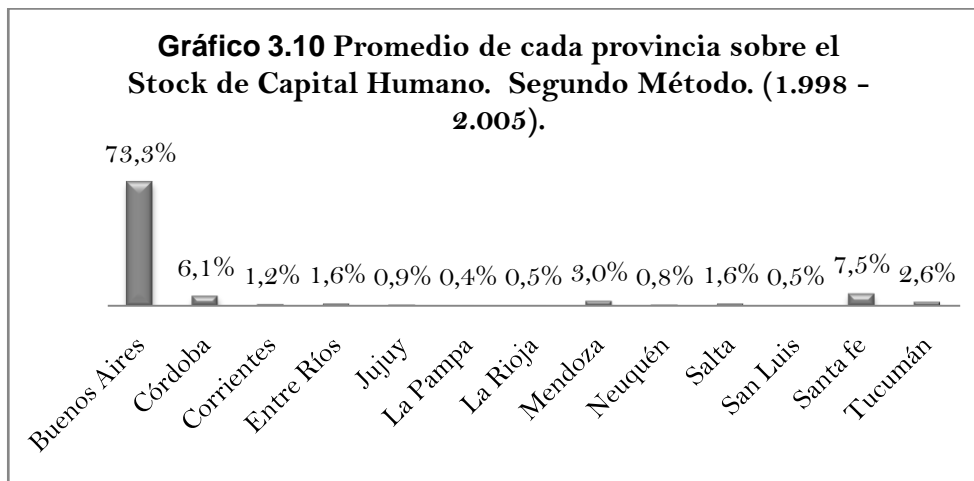 Gráfico 3.10 Promedio de cada provincia sobre el
Stock de Capital Humano. Segundo Método. (1.998 -
2.005).
73,3%
6,1%
1,2%
1,6%
0,9%
0,4%
0,5%
3,0%
0,8%
1,6%
0,5%
7,5%
2,6%
Buenos Aires
Córdoba
Corrientes
Entre Ríos
Jujuy
La Pampa
La Rioja
Mendoza
Neuquén
Salta
San Luis
Santa fe
Tucumán